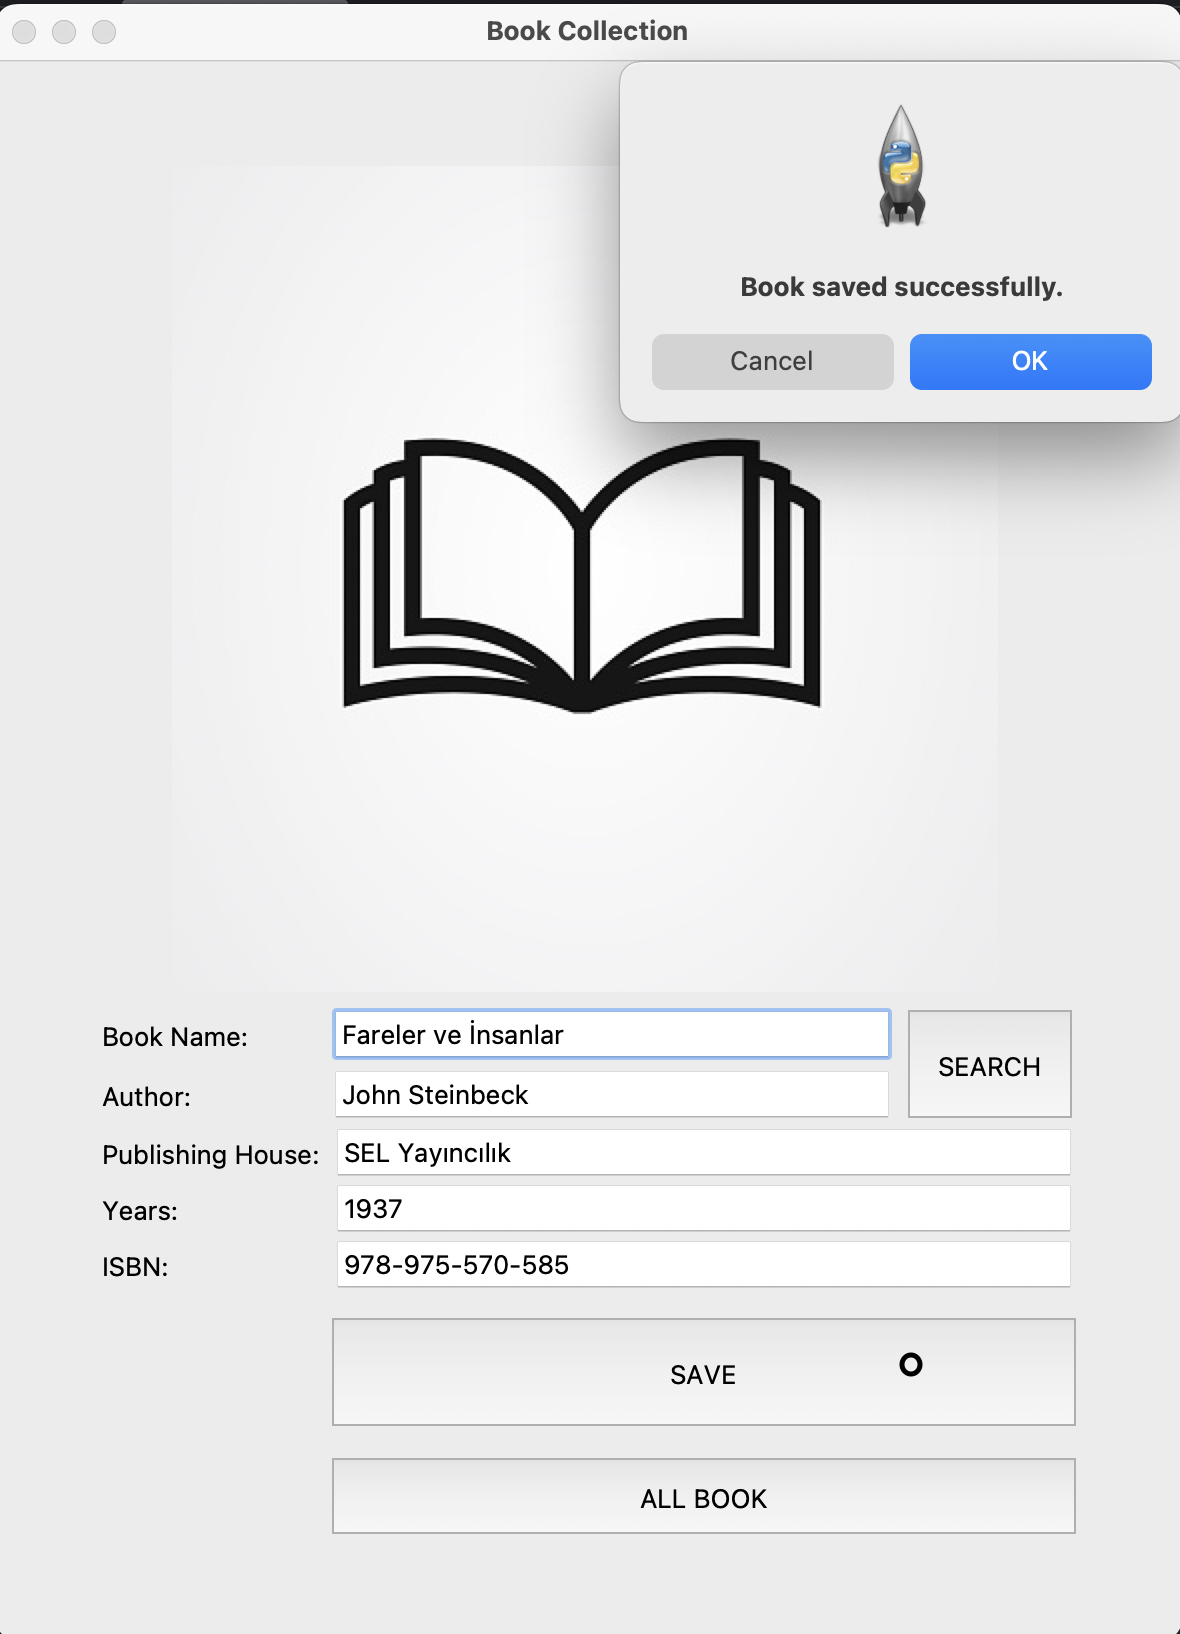 Book Collection
Book saved successfully.
Cancel
OK
Book Name:
Fareler ve İnsanlar
SEARCH
Author:
John Steinbeck
Publishing House:
SEL Yayıncılık
Years:
1937
ISBN:
978-975-570-585
SAVE
ALL BOOK